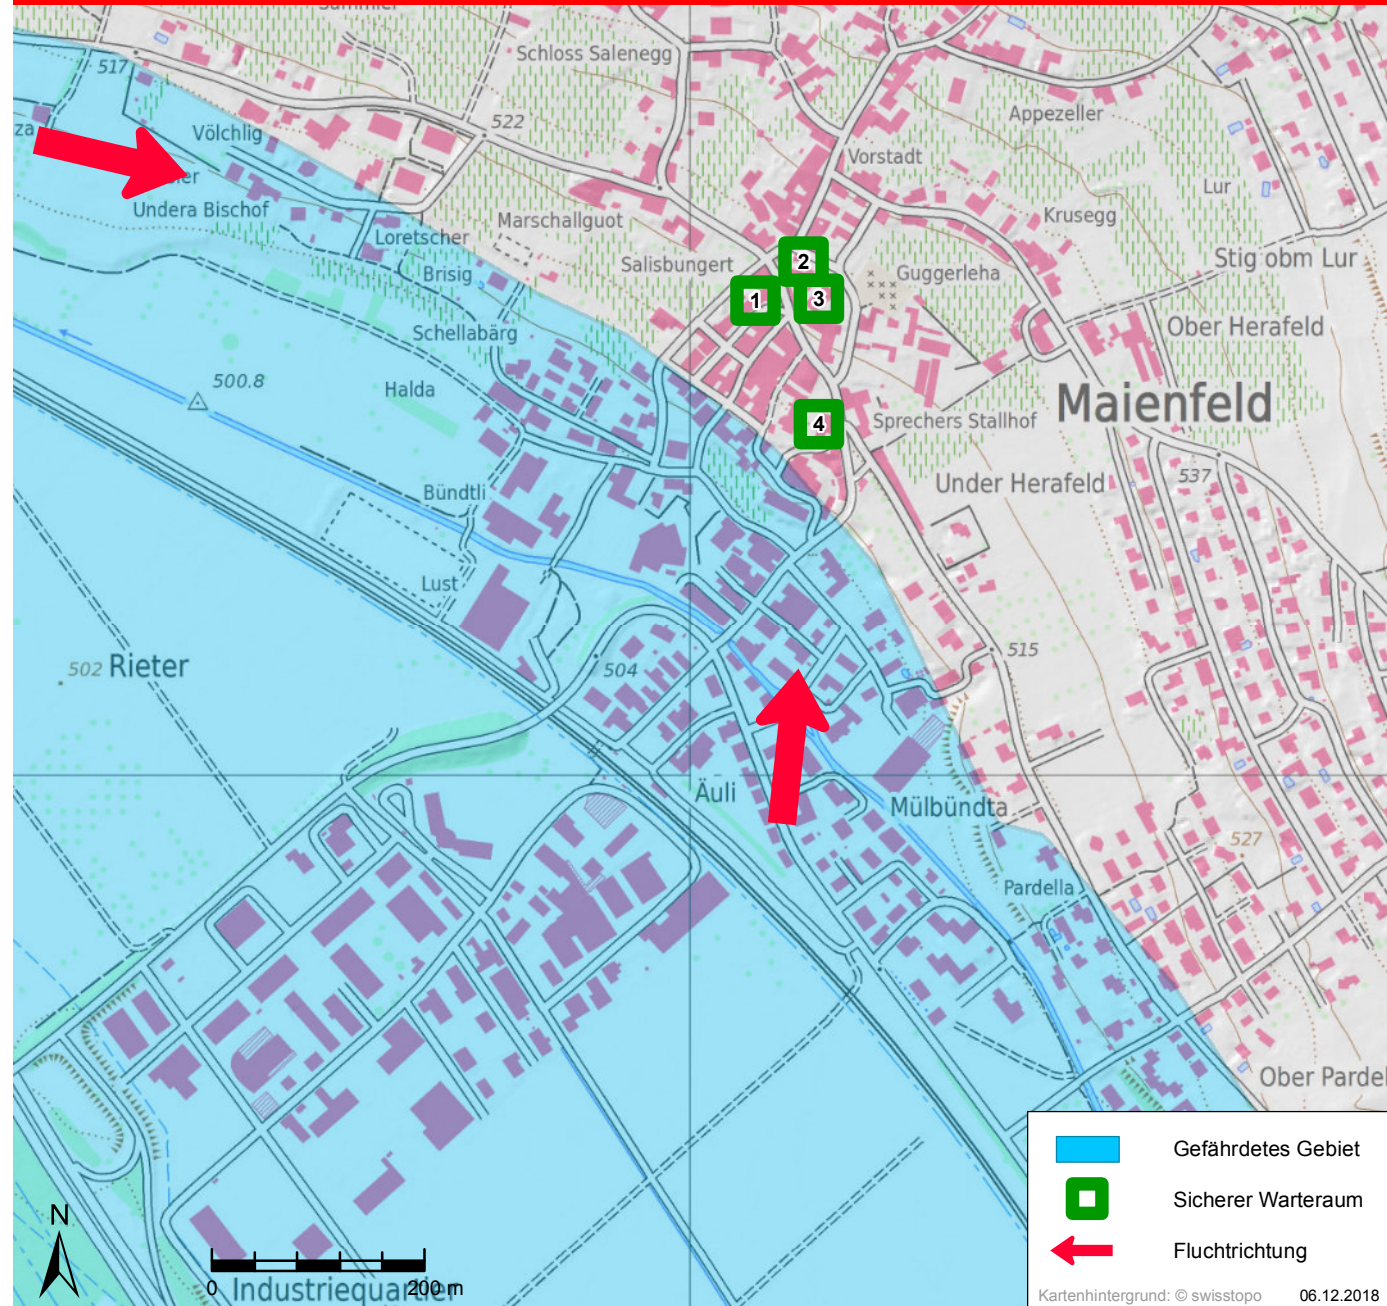 Schloss Salenegg
517
Völchlig
522
Appezeller
Vorstadt
Lur
Undera Bischof
Marschallguot
Krusegg
Loretscher
Salisbungert
2
Guggerleha
Stig obm Lur
Brisig
1
3
Schellabärg
Ober Herafeld
500.8
Halda
Maienfeld
4
Sprechers Stallhof
Bündtli
Under Herafeld
537
Lust
502 Rieter
504
515
Äuli
Mülbündta
527
Pardella
Ober Pardel
Gefährdetes Gebiet
Sicherer Warteraum
Fluchtrichtung
N
0
200 m
Industriequartier
Kartenhintergrund: © swisstopo 06.12.2018